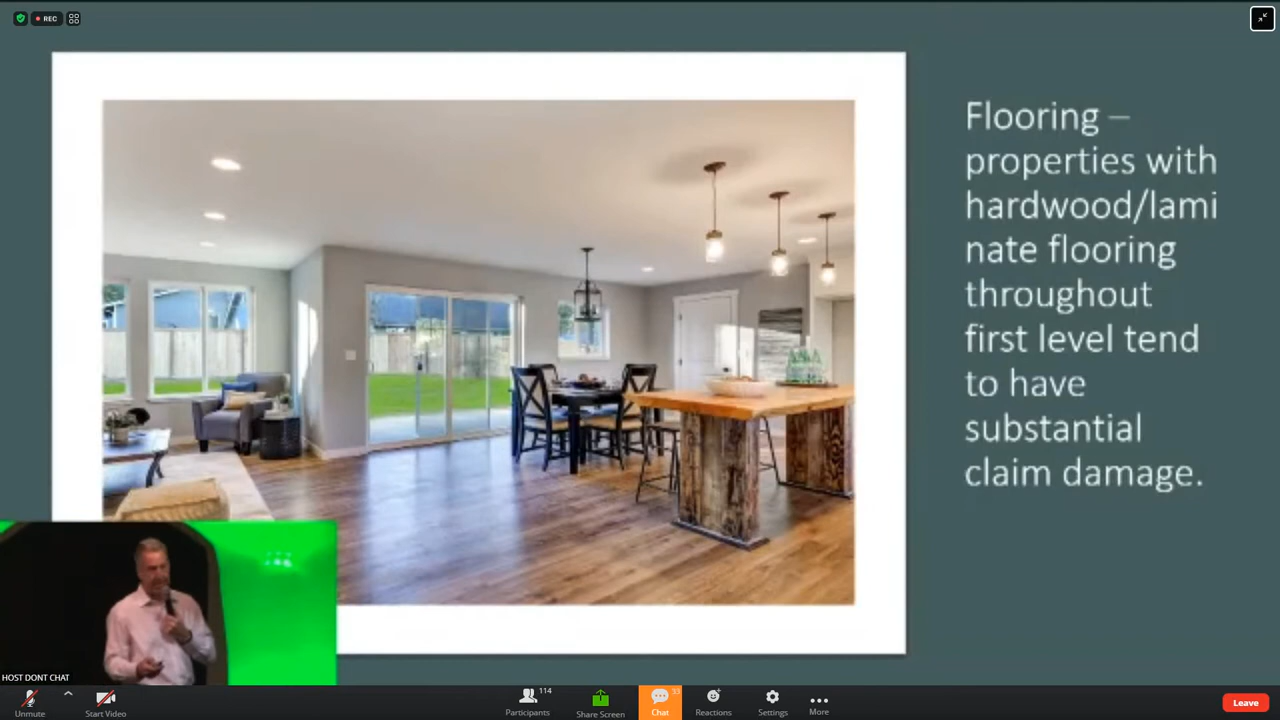 REC
Flooring –
properties with
hardwood/lami
nate flooring
throughout
first level tend
to have
substantial
claim damage.
HOST DONT CHAT
Unmute
Start Video
114
Participants
Share Screen
33
Chat
Reactions
Settings
More
Leave